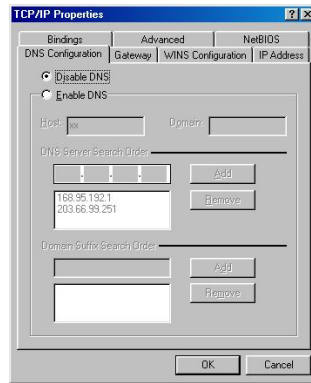 TCP/IP Properties
Bindings Advanced NetBIOS
DNS Configuration Gateway WINS Configuration IP Address
Disable DNS
Enable DNS
Host: xx Domain:
DNS Server Search Order
Add
168.95.192.1
203.66.99.251
Remove
Domain Suffix Search Order
Add
Remove
OK Cancel